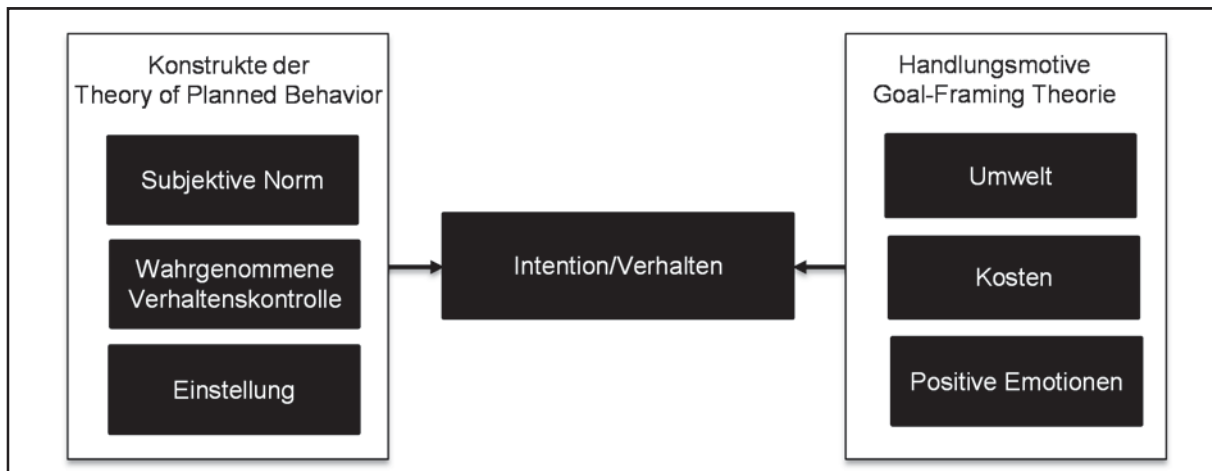 Konstrukte der
Theory of Planned Behavior
Subjektive Norm
Wahrgenommene
Verhaltenskontrolle
Einstellung
Intention/Verhalten
Handlungsmotive
Goal-Framing Theorie
Umwelt
Kosten
Positive Emotionen